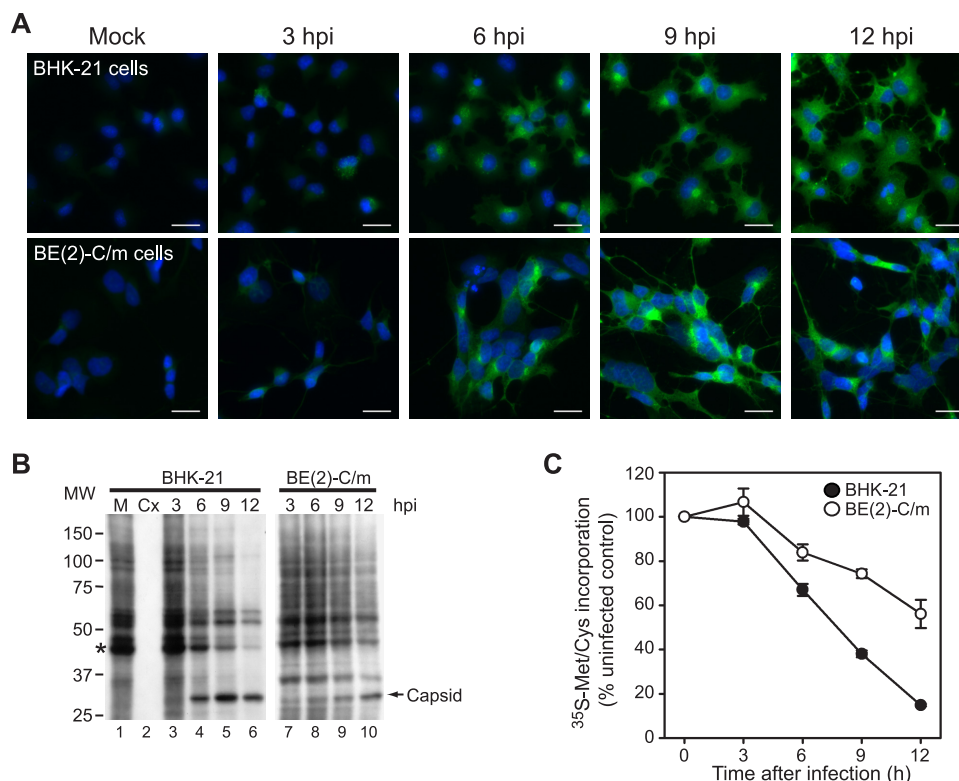 A
Mock 3 hpi 6 hpi 9 hpi 12 hpi
BHK-21 cells
BE(2)-C/m cells
B
BHK-21 BE(2)-C/m
MW M Cx 3 6 9 12 3 6 9 12 hpi
150
100
75
50
*
37
25
Capsid
1 2 3 4 5 6 7 8 9 10
C
BHK-21
BE(2)-C/m
³⁵S-Met/Cys incorporation
(% uninfected control)
120
100
80
60
40
20
0
0 3 6 9 12
Time after infection (h)